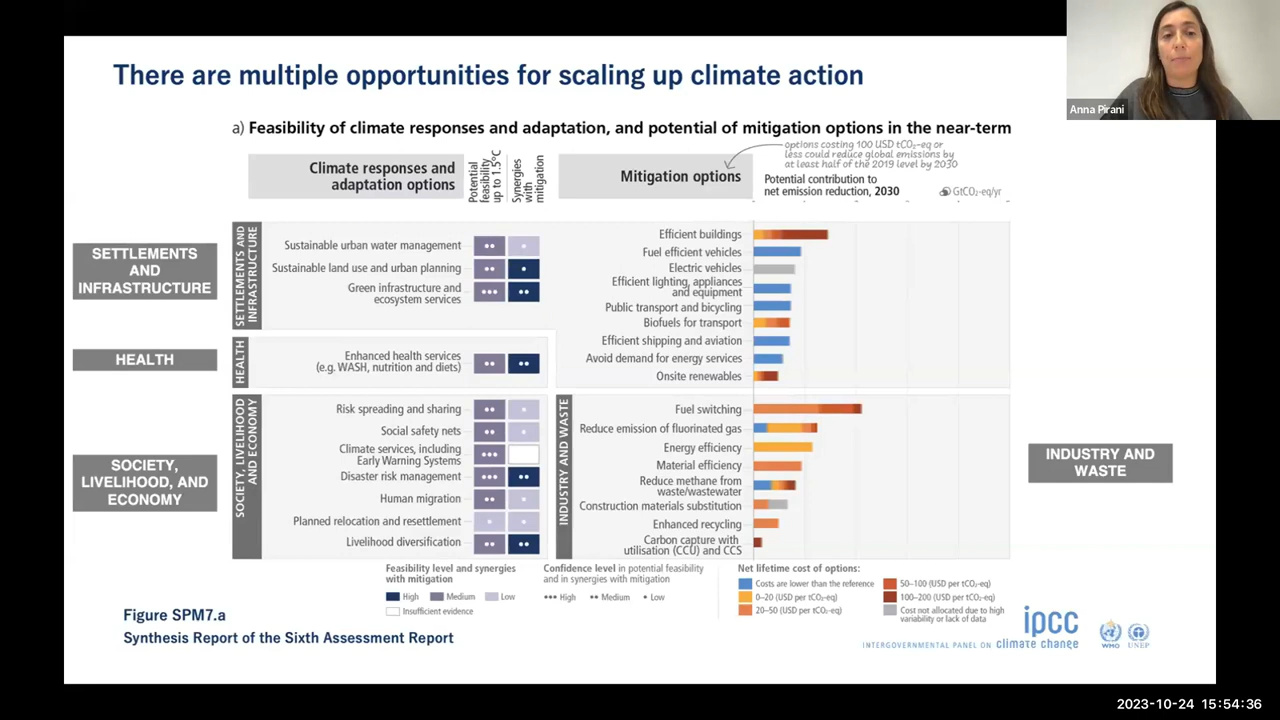 There are multiple opportunities for scaling up climate action
Anna Pirani
a) Feasibility of climate responses and adaptation, and potential of mitigation options in the near-term
options costing 100 USD tCO₂-eq or
less could reduce global emissions by
at least half of the 2019 level by 2030
Climate responses and
adaptation options
Potential
feasibility
up to 1.5°C
Synergies
with
mitigation
Mitigation options
Potential contribution to
net emission reduction, 2030
GtCO₂-eq/yr
SETTLEMENTS
AND
INFRASTRUCTURE
SETTLEMENTS AND
INFRASTRUCTURE
Sustainable urban water management
Sustainable land use and urban planning
Green infrastructure and
ecosystem services
Efficient buildings
Fuel efficient vehicles
Electric vehicles
Efficient lighting, appliances
and equipment
Public transport and bicycling
Biofuels for transport
Efficient shipping and aviation
Avoid demand for energy services
Onsite renewables
HEALTH
HEALTH
Enhanced health services
(e.g. WASH, nutrition and diets)
SOCIETY,
LIVELIHOOD, AND
ECONOMY
SOCIETY, LIVELIHOOD
AND ECONOMY
Risk spreading and sharing
Social safety nets
Climate services, including
Early Warning Systems
Disaster risk management
Human migration
Planned relocation and resettlement
Livelihood diversification
INDUSTRY AND WASTE
Fuel switching
Reduce emission of fluorinated gas
Energy efficiency
Material efficiency
Reduce methane from
waste/wastewater
Construction materials substitution
Enhanced recycling
Carbon capture with
utilisation (CCU) and CCS
INDUSTRY AND
WASTE
Feasibility level and synergies
with mitigation
High
Medium
Low
Insufficient evidence
Confidence level in potential feasibility
and in synergies with mitigation
High
Medium
Low
Net lifetime cost of options:
Costs are lower than the reference
0–20 (USD per tCO₂-eq)
20–50 (USD per tCO₂-eq)
50–100 (USD per tCO₂-eq)
100–200 (USD per tCO₂-eq)
Cost not allocated due to high
variability or lack of data
Figure SPM7.a
Synthesis Report of the Sixth Assessment Report
ipcc
INTERGOVERNMENTAL PANEL ON climate change
WMO
UNEP
2023-10-24 15:54:36